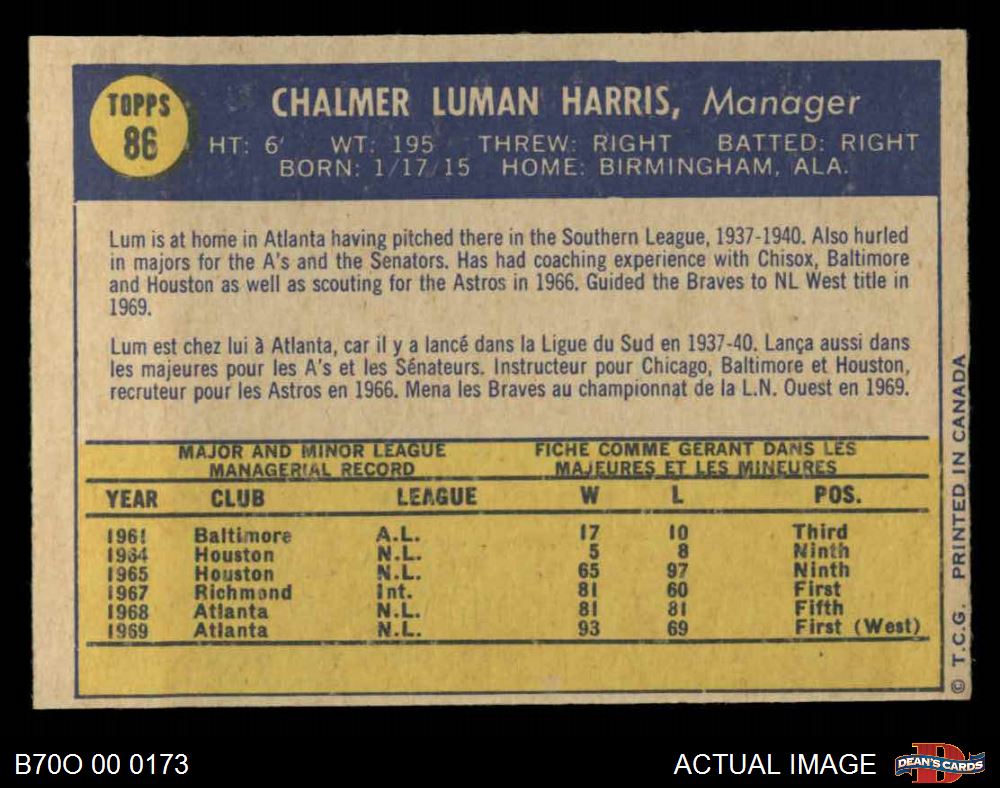 TOPPS
86
CHALMER LUMAN HARRIS, Manager
HT: 6' WT: 195 THREW: RIGHT BATTED: RIGHT
BORN: 1/17/15 HOME: BIRMINGHAM, ALA.
Lum is at home in Atlanta having pitched there in the Southern League, 1937-1940. Also hurled
in majors for the A's and the Senators. Has had coaching experience with Chisox, Baltimore
and Houston as well as scouting for the Astros in 1966. Guided the Braves to NL West title in
1969.
Lum est chez lui à Atlanta, car il y a lancé dans la Ligue du Sud en 1937-40. Lança aussi dans
les majeures pour les A's et les Sénateurs. Instructeur pour Chicago, Baltimore et Houston,
recruteur pour les Astros en 1966. Mena les Braves au championnat de la L.N. Ouest en 1969.
MAJOR AND MINOR LEAGUE FICHE COMME GERANT DANS LES
MANAGERIAL RECORD MAJEURES ET LES MINEURES
YEAR CLUB LEAGUE W L POS.
1961 Baltimore A.L. 17 10 Third
1964 Houston N.L. 5 8 Ninth
1965 Houston N.L. 65 97 Ninth
1967 Richmond Int. 81 60 First
1968 Atlanta N.L. 81 81 Fifth
1969 Atlanta N.L. 93 69 First (West)
© T.C.G. PRINTED IN CANADA
B70O 00 0173
ACTUAL IMAGE
DEAN'S CARDS